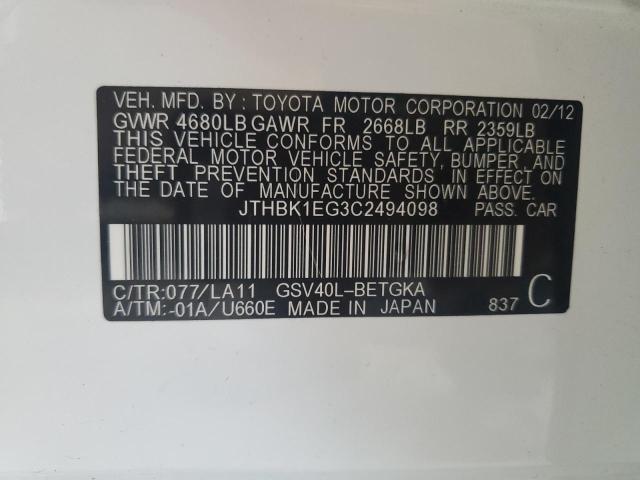 VEH. MFD. BY : TOYOTA MOTOR CORPORATION 02/12
GVWR 4680LB GAWR FR 2668LB RR 2359LB
THIS VEHICLE CONFORMS TO ALL APPLICABLE
FEDERAL MOTOR VEHICLE SAFETY, BUMPER, AND
THEFT PREVENTION STANDARDS IN EFFECT ON
THE DATE OF MANUFACTURE SHOWN ABOVE.
JTHBK1EG3C2494098 PASS. CAR
C/TR:077/LA11 GSV40L-BETGKA
A/TM:-01A/U660E MADE IN JAPAN 837 C